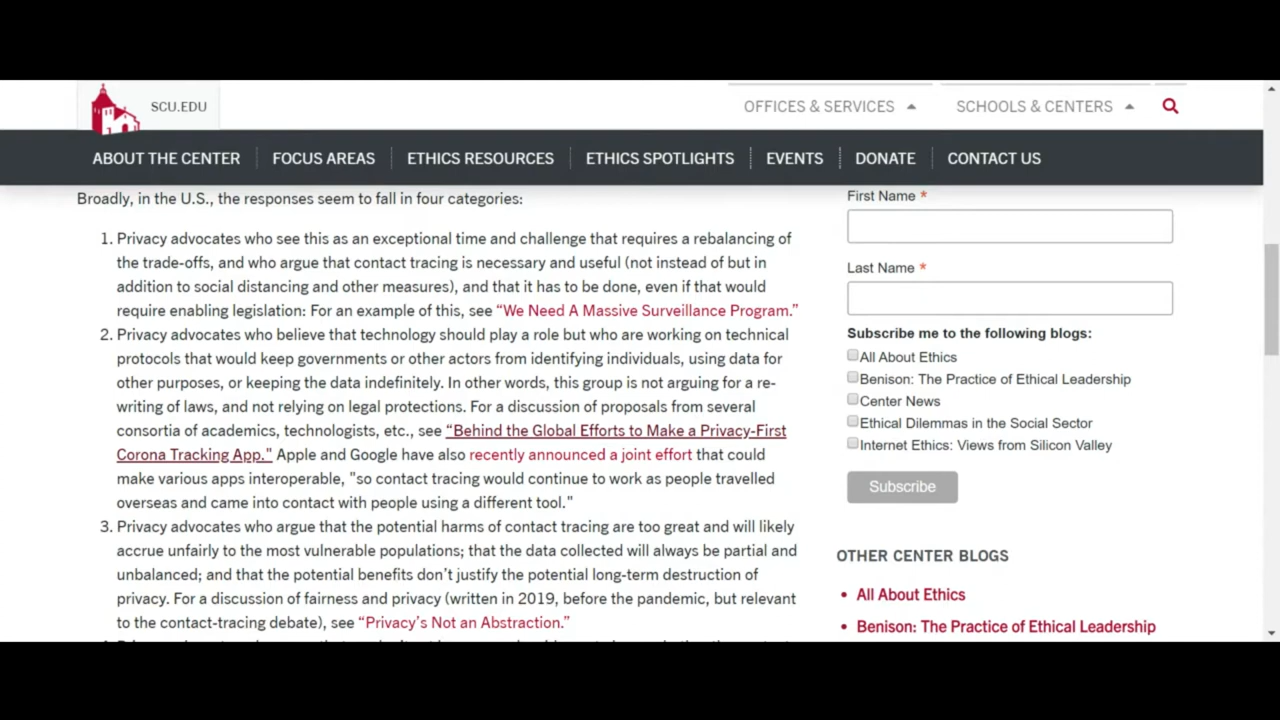 SCU.EDU
OFFICES & SERVICES
SCHOOLS & CENTERS
ABOUT THE CENTER
FOCUS AREAS
ETHICS RESOURCES
ETHICS SPOTLIGHTS
EVENTS
DONATE
CONTACT US
Broadly, in the U.S., the responses seem to fall in four categories:
1. Privacy advocates who see this as an exceptional time and challenge that requires a rebalancing of
the trade-offs, and who argue that contact tracing is necessary and useful (not instead of but in
addition to social distancing and other measures), and that it has to be done, even if that would
require enabling legislation: For an example of this, see “We Need A Massive Surveillance Program.”
2. Privacy advocates who believe that technology should play a role but who are working on technical
protocols that would keep governments or other actors from identifying individuals, using data for
other purposes, or keeping the data indefinitely. In other words, this group is not arguing for a re-
writing of laws, and not relying on legal protections. For a discussion of proposals from several
consortia of academics, technologists, etc., see “Behind the Global Efforts to Make a Privacy-First
Corona Tracking App." Apple and Google have also recently announced a joint effort that could
make various apps interoperable, "so contact tracing would continue to work as people travelled
overseas and came into contact with people using a different tool."
3. Privacy advocates who argue that the potential harms of contact tracing are too great and will likely
accrue unfairly to the most vulnerable populations; that the data collected will always be partial and
unbalanced; and that the potential benefits don’t justify the potential long-term destruction of
privacy. For a discussion of fairness and privacy (written in 2019, before the pandemic, but relevant
to the contact-tracing debate), see “Privacy’s Not an Abstraction.”
First Name *
Last Name *
Subscribe me to the following blogs:
All About Ethics
Benison: The Practice of Ethical Leadership
Center News
Ethical Dilemmas in the Social Sector
Internet Ethics: Views from Silicon Valley
Subscribe
OTHER CENTER BLOGS
• All About Ethics
• Benison: The Practice of Ethical Leadership